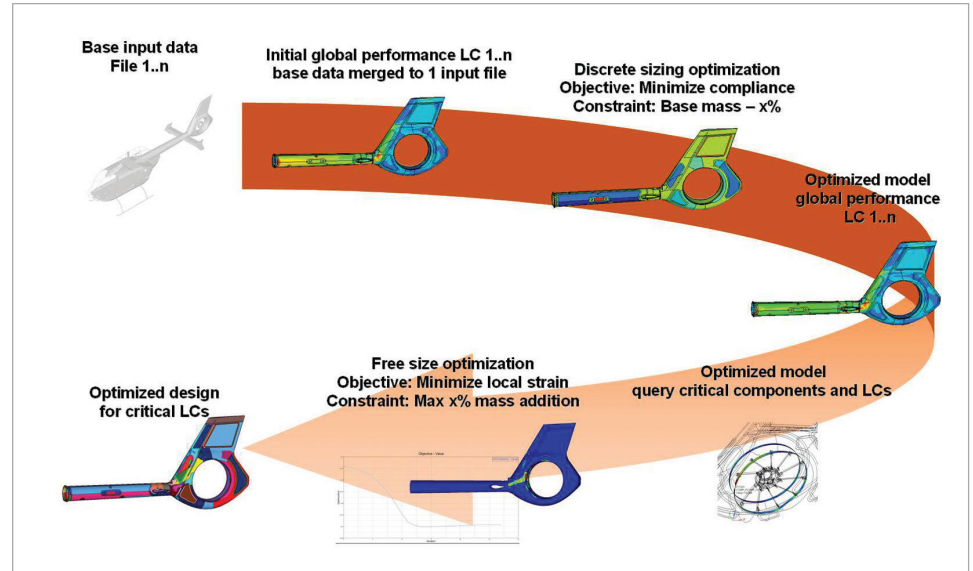 Base input data
File 1..n
Initial global performance LC 1..n
base data merged to 1 input file
Discrete sizing optimization
Objective: Minimize compliance
Constraint: Base mass – x%
Optimized model
global performance
LC 1..n
Optimized model
query critical components and LCs
Free size optimization
Objective: Minimize local strain
Constraint: Max x% mass addition
Optimized design
for critical LCs
Objective - Value